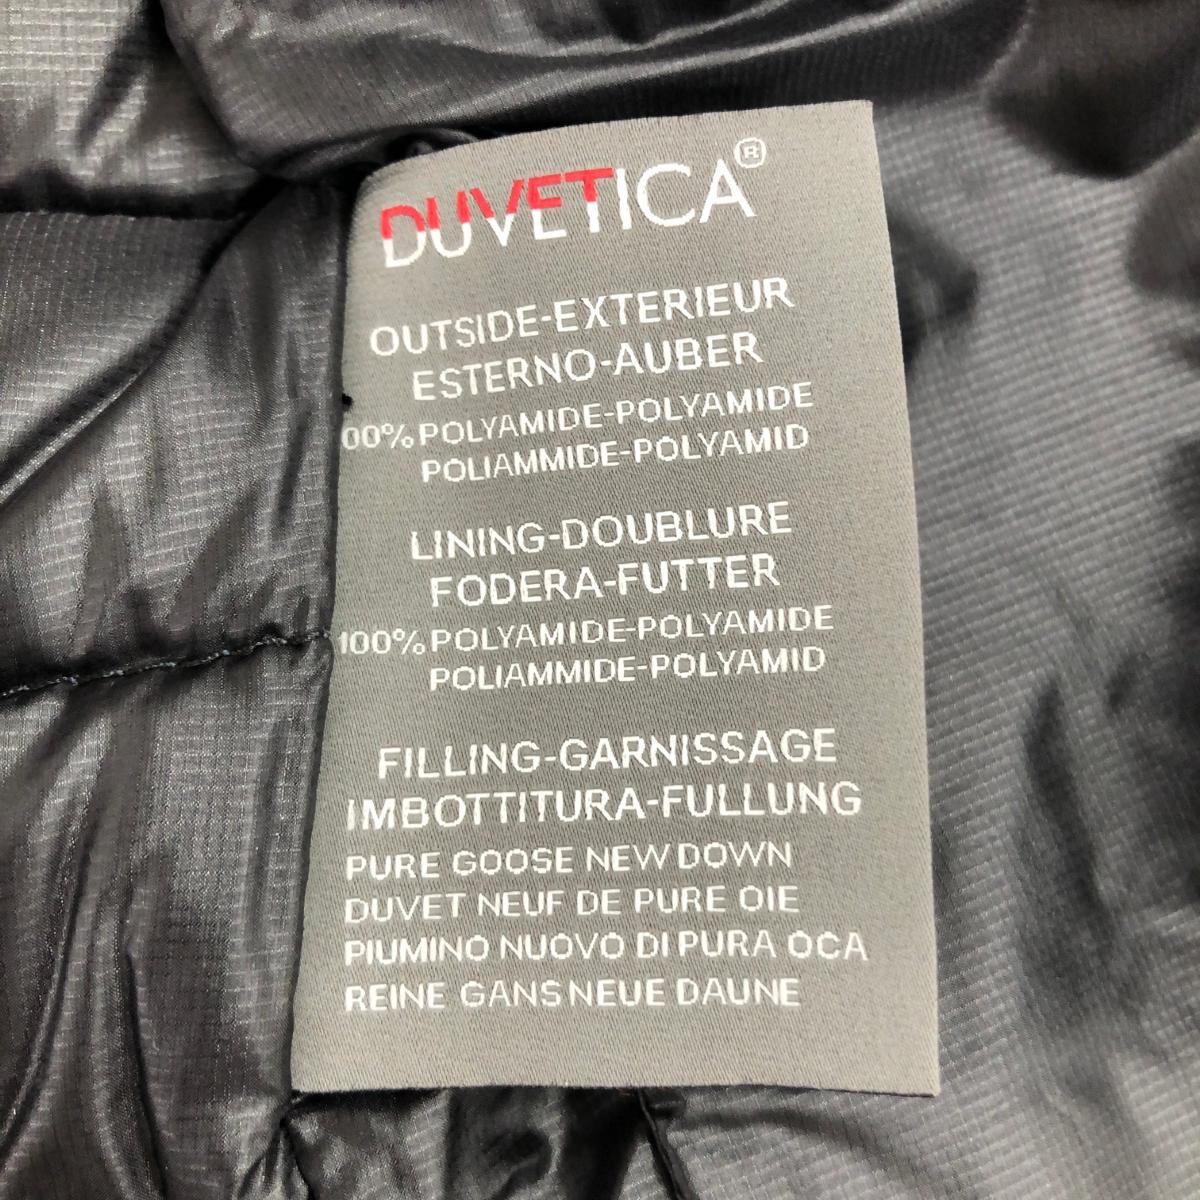 DUVETICA®
OUTSIDE-EXTERIEUR
ESTERNO-AUBER
00% POLYAMIDE-POLYAMIDE
POLIAMMIDE-POLYAMID
LINING-DOUBLURE
FODERA-FUTTER
100% POLYAMIDE-POLYAMIDE
POLIAMMIDE-POLYAMID
FILLING-GARNISSAGE
IMBOTTITURA-FULLUNG
PURE GOOSE NEW DOWN
DUVET NEUF DE PURE OIE
PIUMINO NUOVO DI PURA OCA
REINE GANS NEUE DAUNE